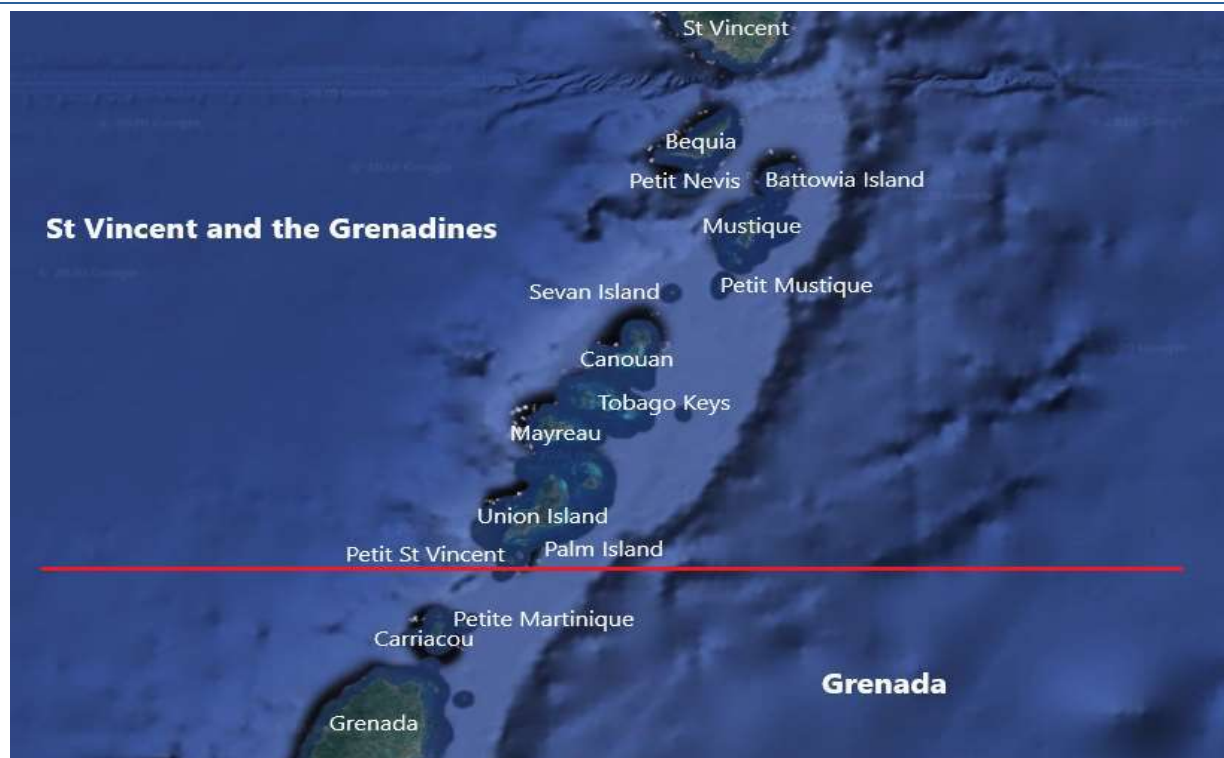 St Vincent
Bequia
Petit Nevis
Battowia Island
St Vincent and the Grenadines
Mustique
Sevan Island
Petit Mustique
Canouan
Tobago Keys
Mayreau
Union Island
Petit St Vincent
Palm Island
Petite Martinique
Carriacou
Grenada
Grenada